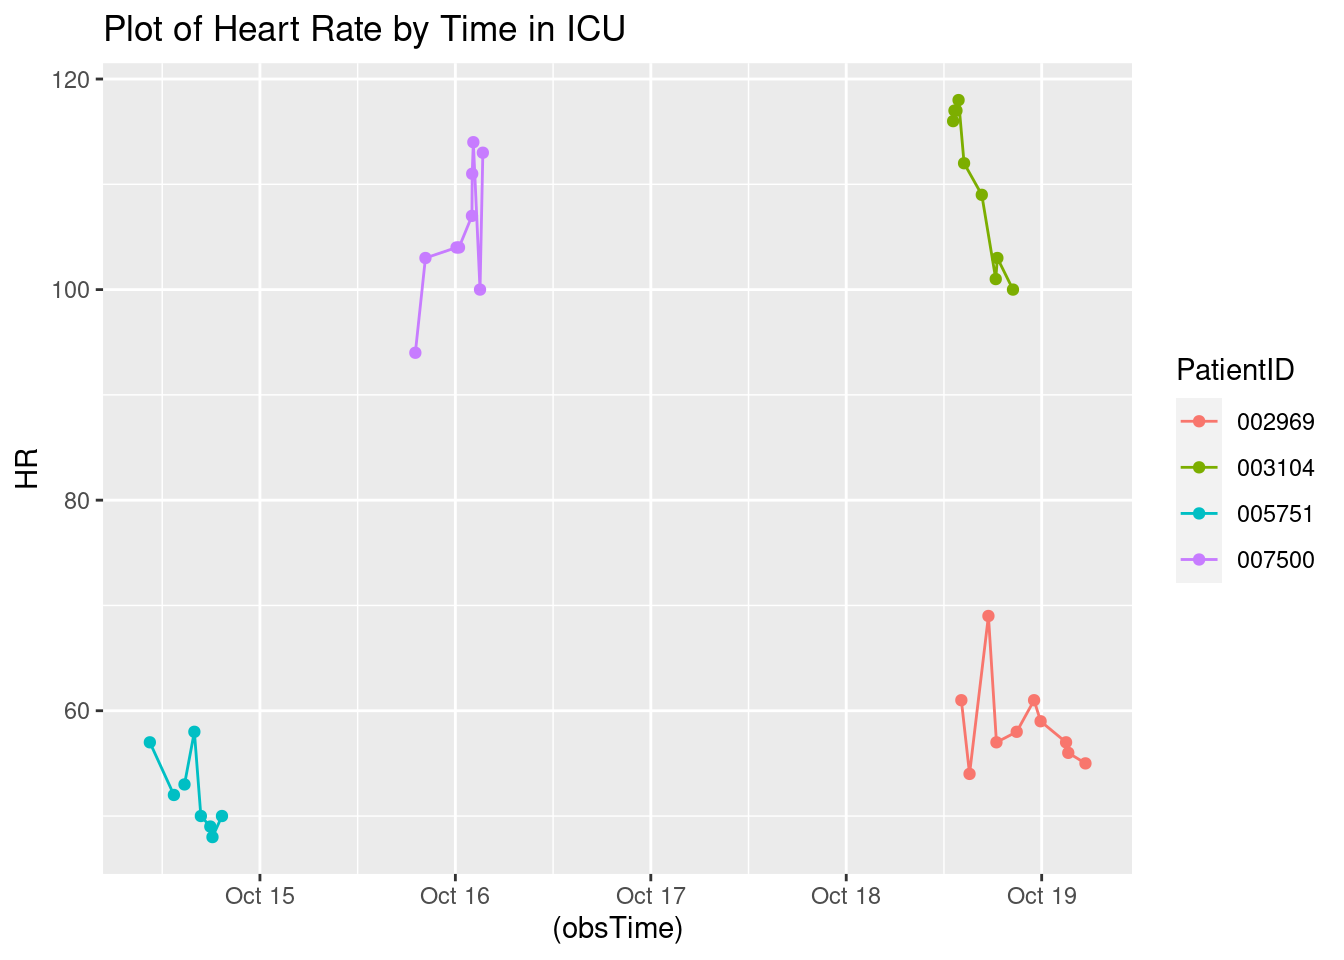 Plot of Heart Rate by Time in ICU
120
100
80
60
HR
Oct 15
Oct 16
Oct 17
Oct 18
Oct 19
(obsTime)
PatientID
002969
003104
005751
007500